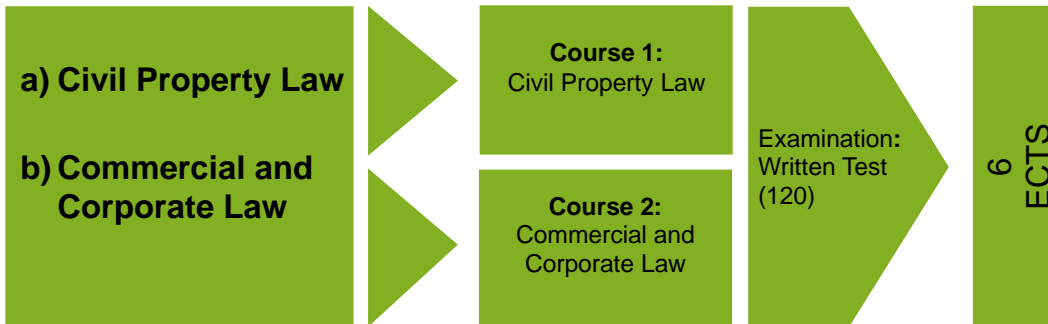 a) Civil Property Law
b) Commercial and
Corporate Law
Course 1:
Civil Property Law
Course 2:
Commercial and
Corporate Law
Examination:
Written Test
(120)
6
ECTS